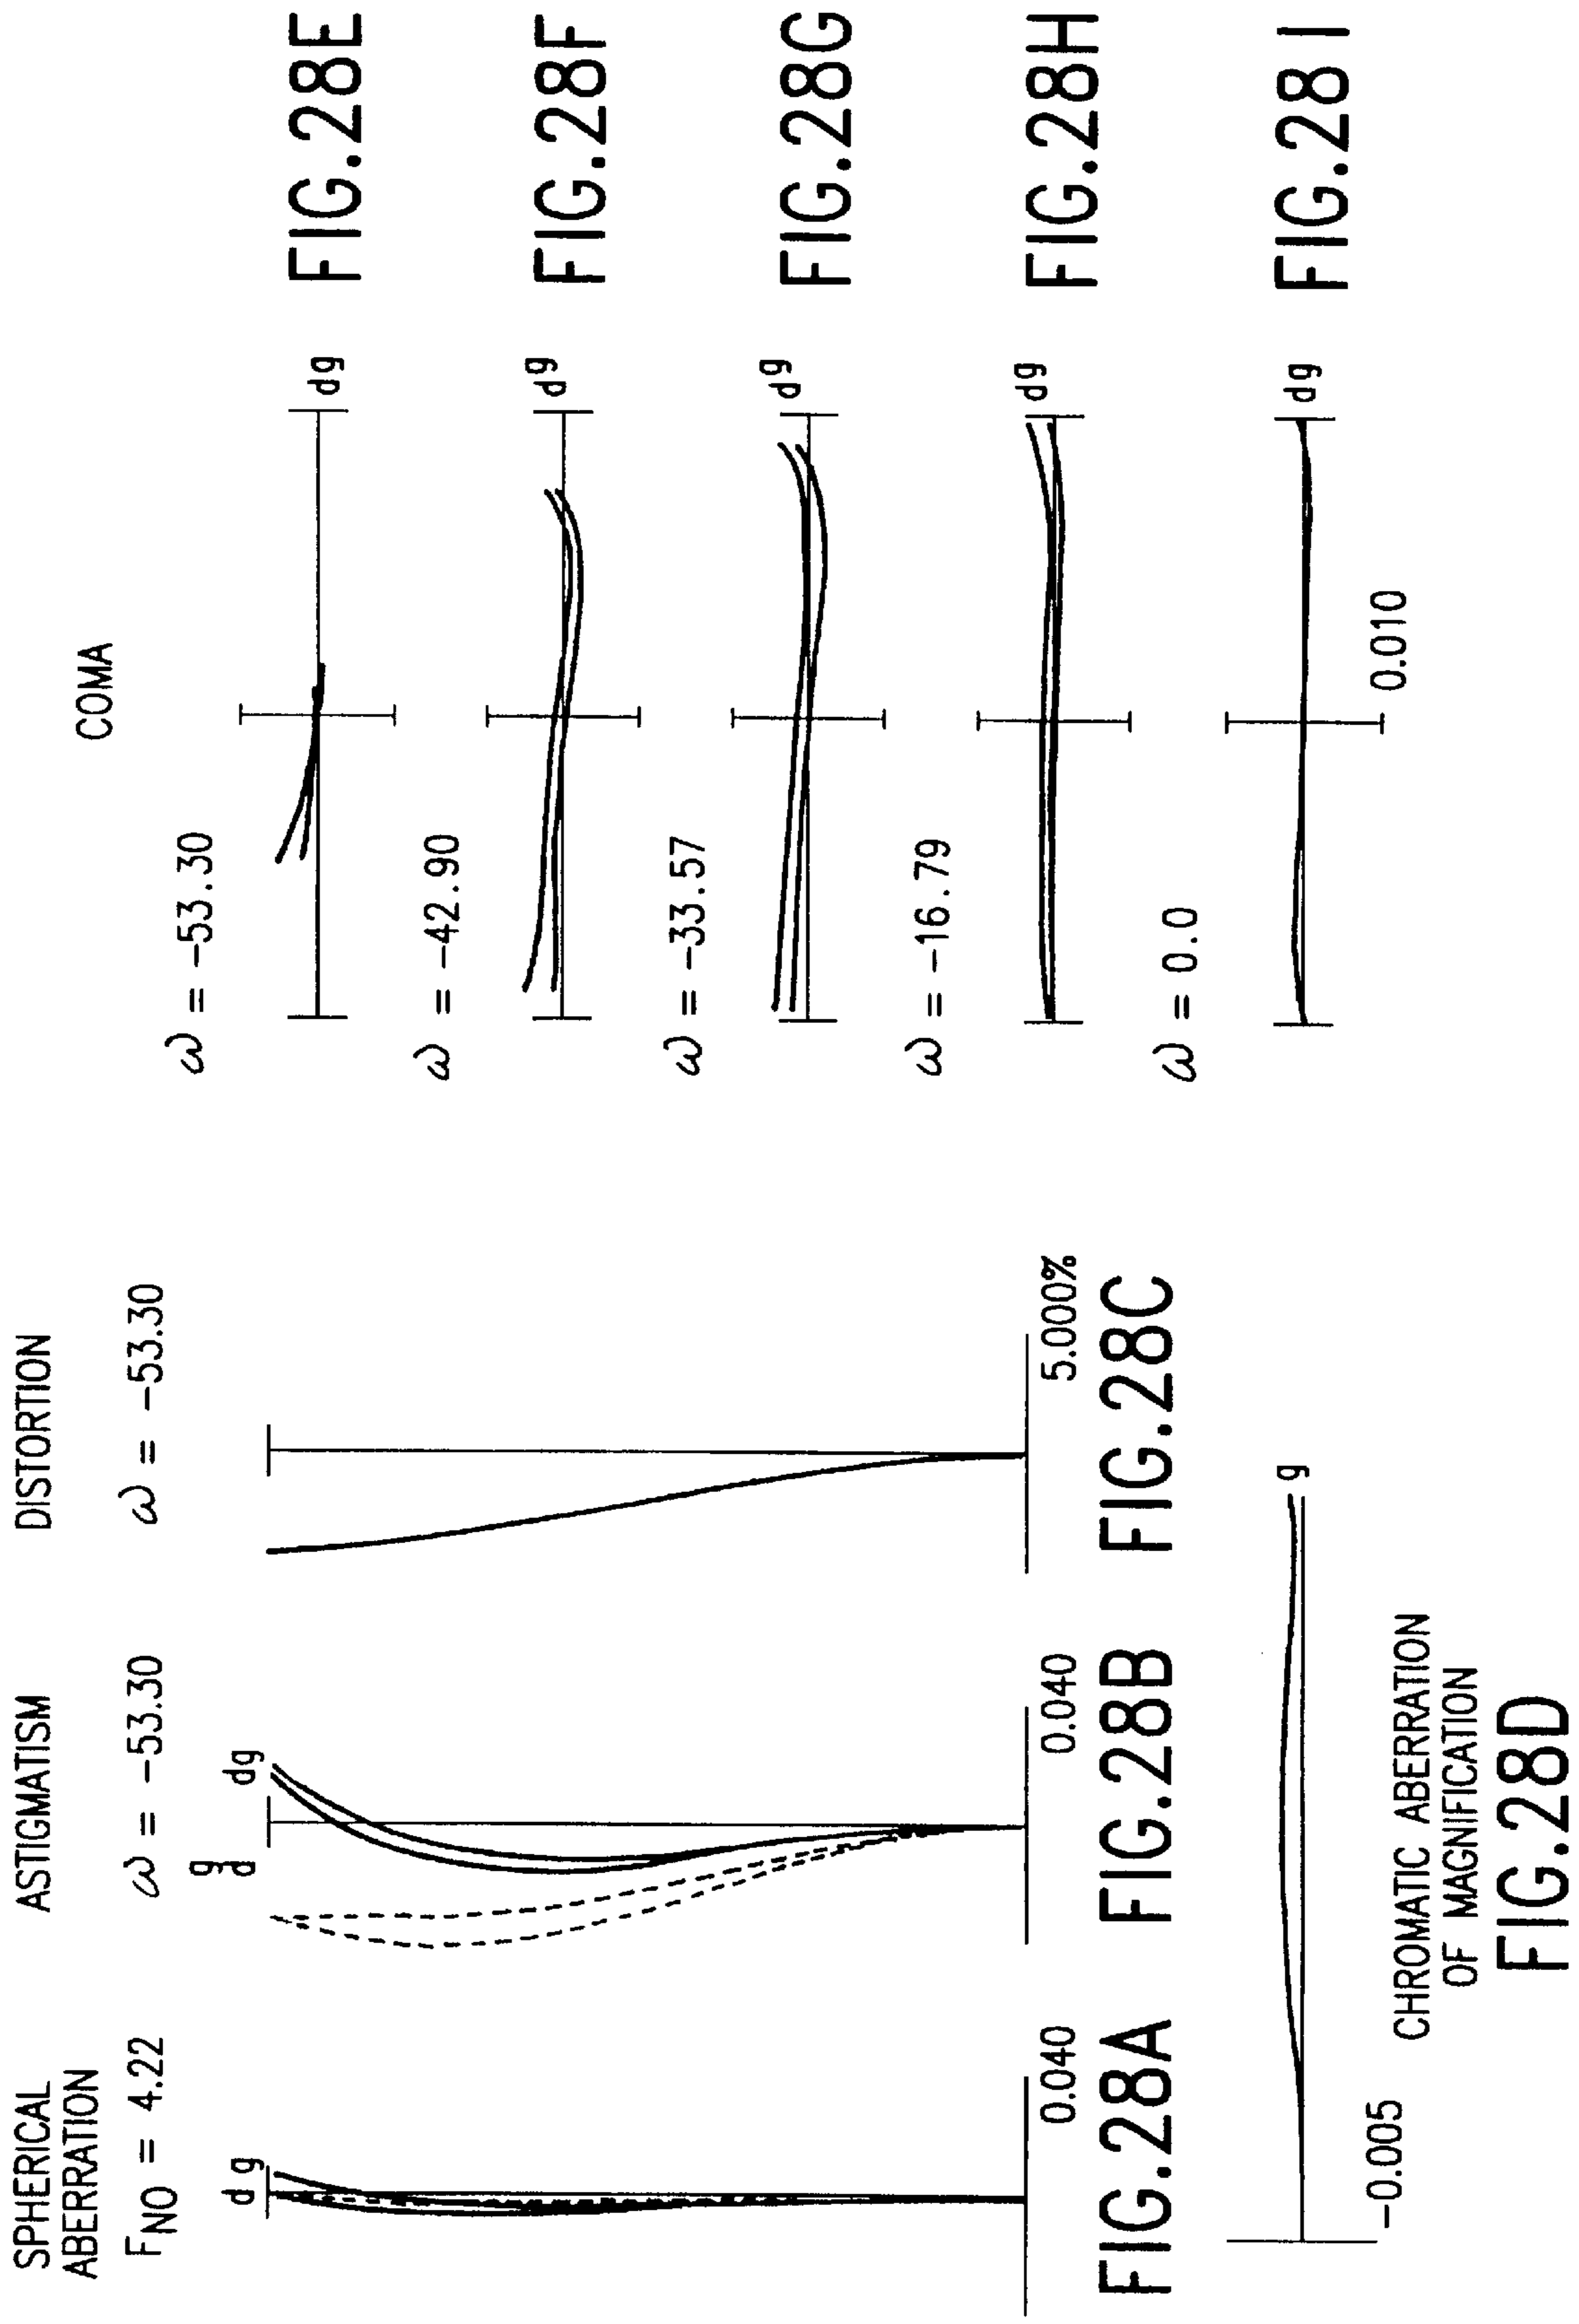 SPHERICAL
ABERRATION
F_NO = 4.22
d g
0.040
FIG.28A
ASTIGMATISM
ω = -53.30
g
d
dg
0.040
FIG.28B
DISTORTION
ω = -53.30
5.000%
FIG.28C
g
-0.005
CHROMATIC ABERRATION
OF MAGNIFICATION
FIG.28D
COMA
ω = -53.30
dg
FIG.28E
ω = -42.90
dg
FIG.28F
ω = -33.57
dg
FIG.28G
ω = -16.79
dg
FIG.28H
ω = 0.0
dg
0.010
FIG.28I